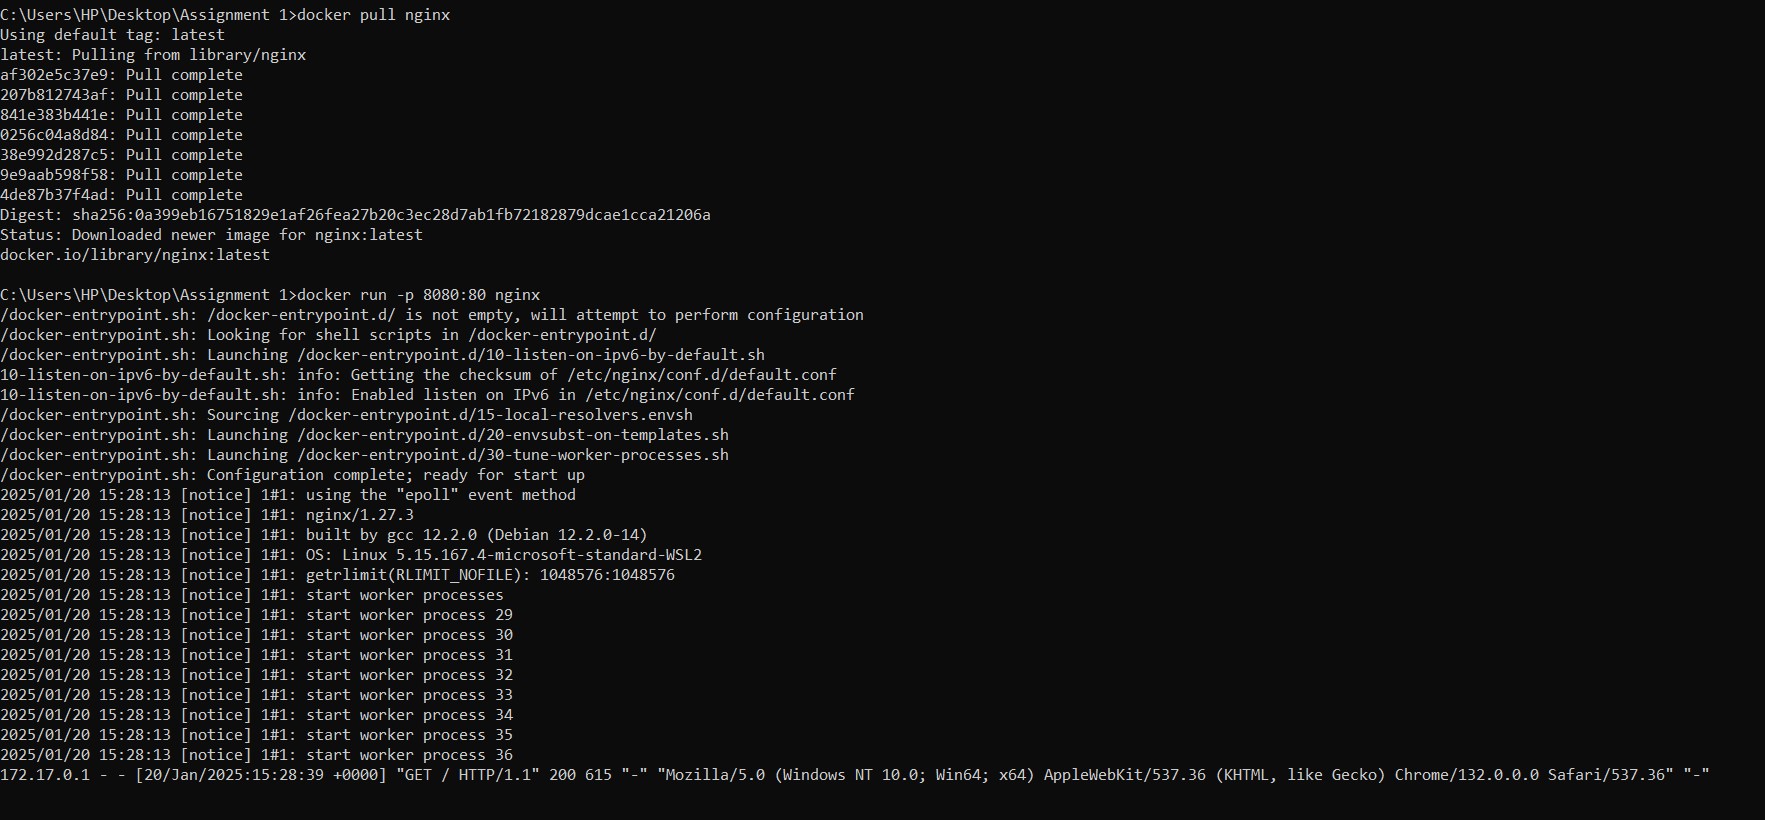 C:\Users\HP\Desktop\Assignment 1>docker pull nginx
Using default tag: latest
latest: Pulling from library/nginx
af302e5c37e9: Pull complete
207b812743af: Pull complete
841e383b441e: Pull complete
0256c04a8d84: Pull complete
38e992d287c5: Pull complete
9e9aab598f58: Pull complete
4de87b37f4ad: Pull complete
Digest: sha256:0a399eb16751829e1af26fea27b20c3ec28d7ab1fb72182879dcae1cca21206a
Status: Downloaded newer image for nginx:latest
docker.io/library/nginx:latest
C:\Users\HP\Desktop\Assignment 1>docker run -p 8080:80 nginx
/docker-entrypoint.sh: /docker-entrypoint.d/ is not empty, will attempt to perform configuration
/docker-entrypoint.sh: Looking for shell scripts in /docker-entrypoint.d/
/docker-entrypoint.sh: Launching /docker-entrypoint.d/10-listen-on-ipv6-by-default.sh
10-listen-on-ipv6-by-default.sh: info: Getting the checksum of /etc/nginx/conf.d/default.conf
10-listen-on-ipv6-by-default.sh: info: Enabled listen on IPv6 in /etc/nginx/conf.d/default.conf
/docker-entrypoint.sh: Sourcing /docker-entrypoint.d/15-local-resolvers.envsh
/docker-entrypoint.sh: Launching /docker-entrypoint.d/20-envsubst-on-templates.sh
/docker-entrypoint.sh: Launching /docker-entrypoint.d/30-tune-worker-processes.sh
/docker-entrypoint.sh: Configuration complete; ready for start up
2025/01/20 15:28:13 [notice] 1#1: using the "epoll" event method
2025/01/20 15:28:13 [notice] 1#1: nginx/1.27.3
2025/01/20 15:28:13 [notice] 1#1: built by gcc 12.2.0 (Debian 12.2.0-14)
2025/01/20 15:28:13 [notice] 1#1: OS: Linux 5.15.167.4-microsoft-standard-WSL2
2025/01/20 15:28:13 [notice] 1#1: getrlimit(RLIMIT_NOFILE): 1048576:1048576
2025/01/20 15:28:13 [notice] 1#1: start worker processes
2025/01/20 15:28:13 [notice] 1#1: start worker process 29
2025/01/20 15:28:13 [notice] 1#1: start worker process 30
2025/01/20 15:28:13 [notice] 1#1: start worker process 31
2025/01/20 15:28:13 [notice] 1#1: start worker process 32
2025/01/20 15:28:13 [notice] 1#1: start worker process 33
2025/01/20 15:28:13 [notice] 1#1: start worker process 34
2025/01/20 15:28:13 [notice] 1#1: start worker process 35
2025/01/20 15:28:13 [notice] 1#1: start worker process 36
172.17.0.1 - - [20/Jan/2025:15:28:39 +0000] "GET / HTTP/1.1" 200 615 "-" "Mozilla/5.0 (Windows NT 10.0; Win64; x64) AppleWebKit/537.36 (KHTML, like Gecko) Chrome/132.0.0.0 Safari/537.36" "-"